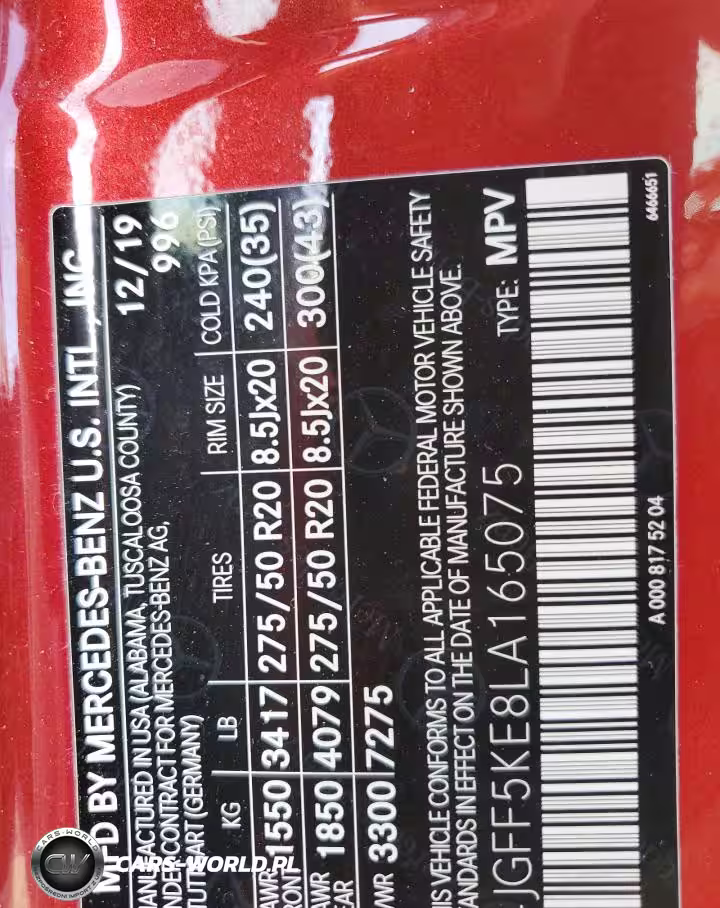 MFD BY MERCEDES-BENZ U.S. INTL., INC.
MANUFACTURED IN USA (ALABAMA, TUSCALOOSA COUNTY) 12/19
UNDER CONTRACT FOR MERCEDES-BENZ AG, 996
STUTTGART (GERMANY)
KG LB TIRES RIM SIZE COLD KPA (PSI)
1550 3417 275/50 R20 8.5Jx20 240(35)
1850 4079 275/50 R20 8.5Jx20 300(43)
3300 7275
THIS VEHICLE CONFORMS TO ALL APPLICABLE FEDERAL MOTOR VEHICLE SAFETY
STANDARDS IN EFFECT ON THE DATE OF MANUFACTURE SHOWN ABOVE.
JGFF5KE8LA165075 TYPE: MPV
A 000 817 52 04 6466651
CARS-WORLD.PL
CARS-WORLD
CW